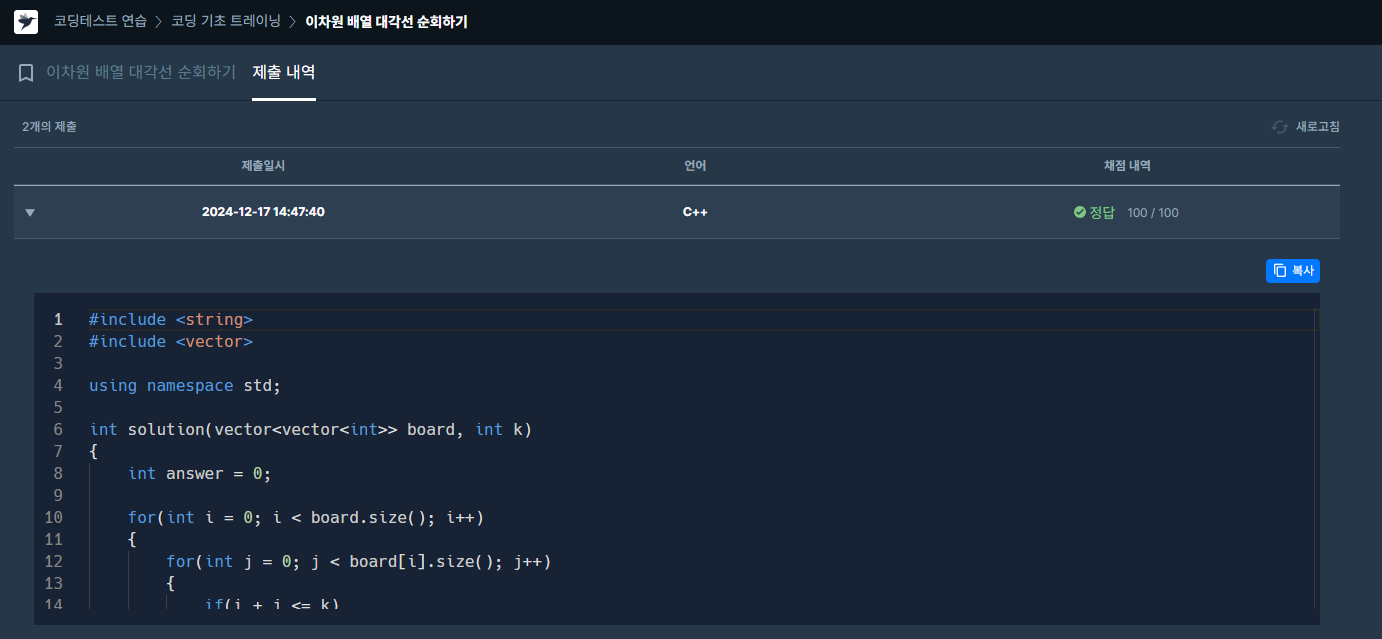 코딩테스트 연습 > 코딩 기초 트레이닝 > 이차원 배열 대각선 순회하기
이차원 배열 대각선 순회하기 제출 내역
2개의 제출 새로고침
제출일시 언어 채점 내역
2024-12-17 14:47:40 C++ 정답 100 / 100
복사
1 #include <string>
2 #include <vector>
3
4 using namespace std;
5
6 int solution(vector<vector<int>> board, int k)
7 {
8 int answer = 0;
9
10 for(int i = 0; i < board.size(); i++)
11 {
12 for(int j = 0; j < board[i].size(); j++)
13 {
14 if(i + j <= k)